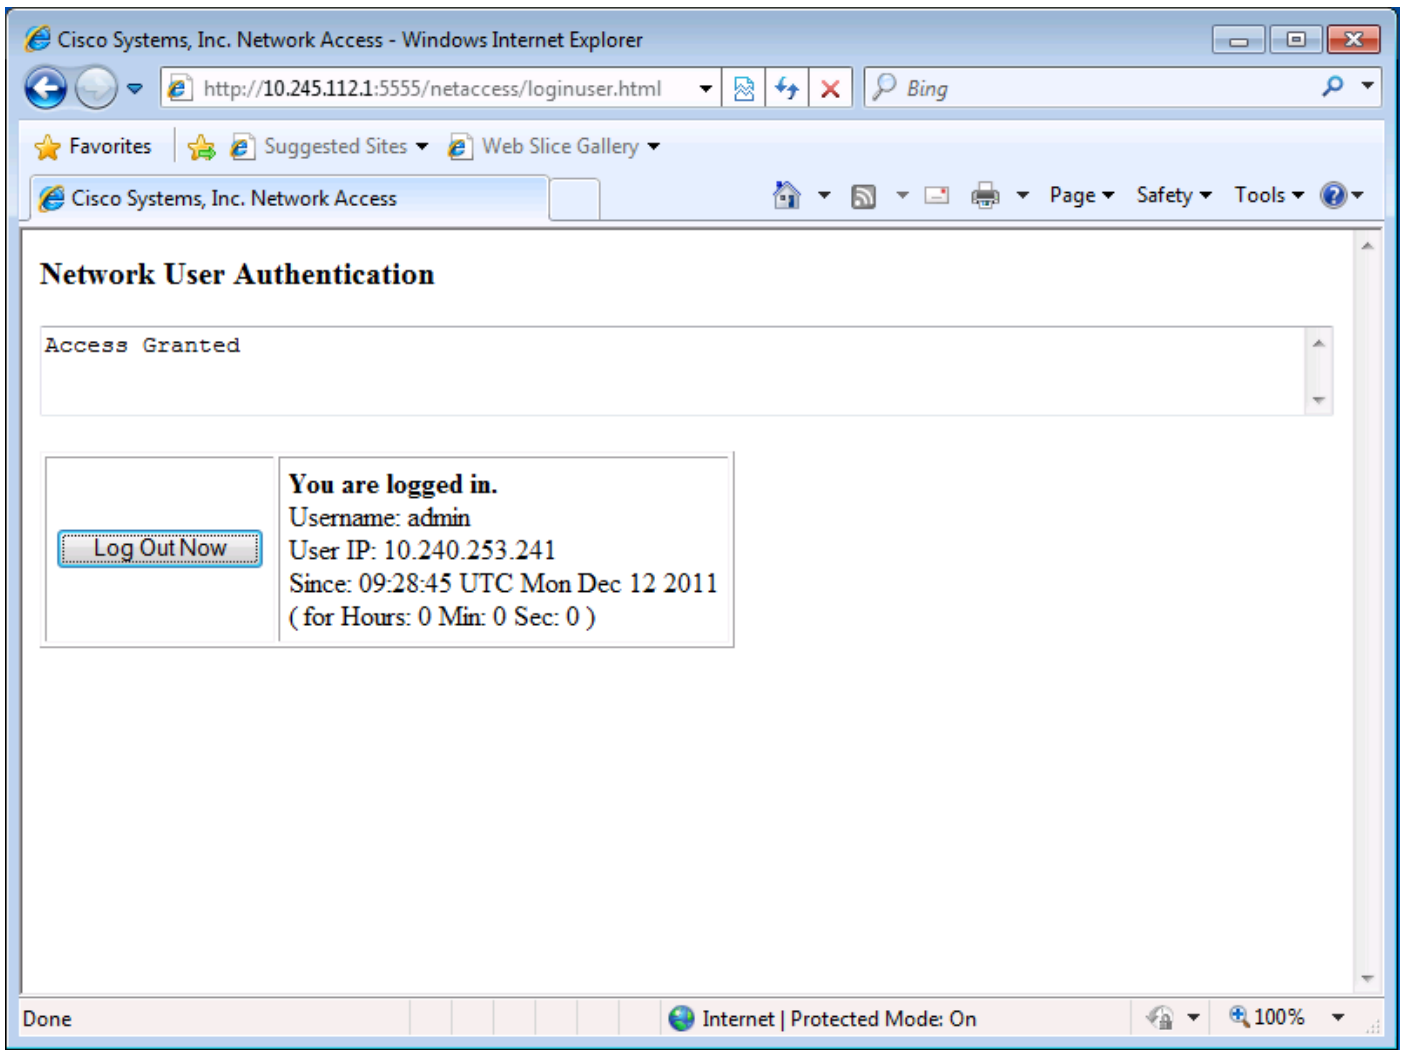 Cisco Systems, Inc. Network Access - Windows Internet Explorer
http://10.245.112.1:5555/netaccess/loginuser.html
Bing
Favorites
Suggested Sites
Web Slice Gallery
Cisco Systems, Inc. Network Access
Page
Safety
Tools
Network User Authentication
Access Granted
Log Out Now
You are logged in.
Username: admin
User IP: 10.240.253.241
Since: 09:28:45 UTC Mon Dec 12 2011
( for Hours: 0 Min: 0 Sec: 0 )
Done
Internet | Protected Mode: On
100%